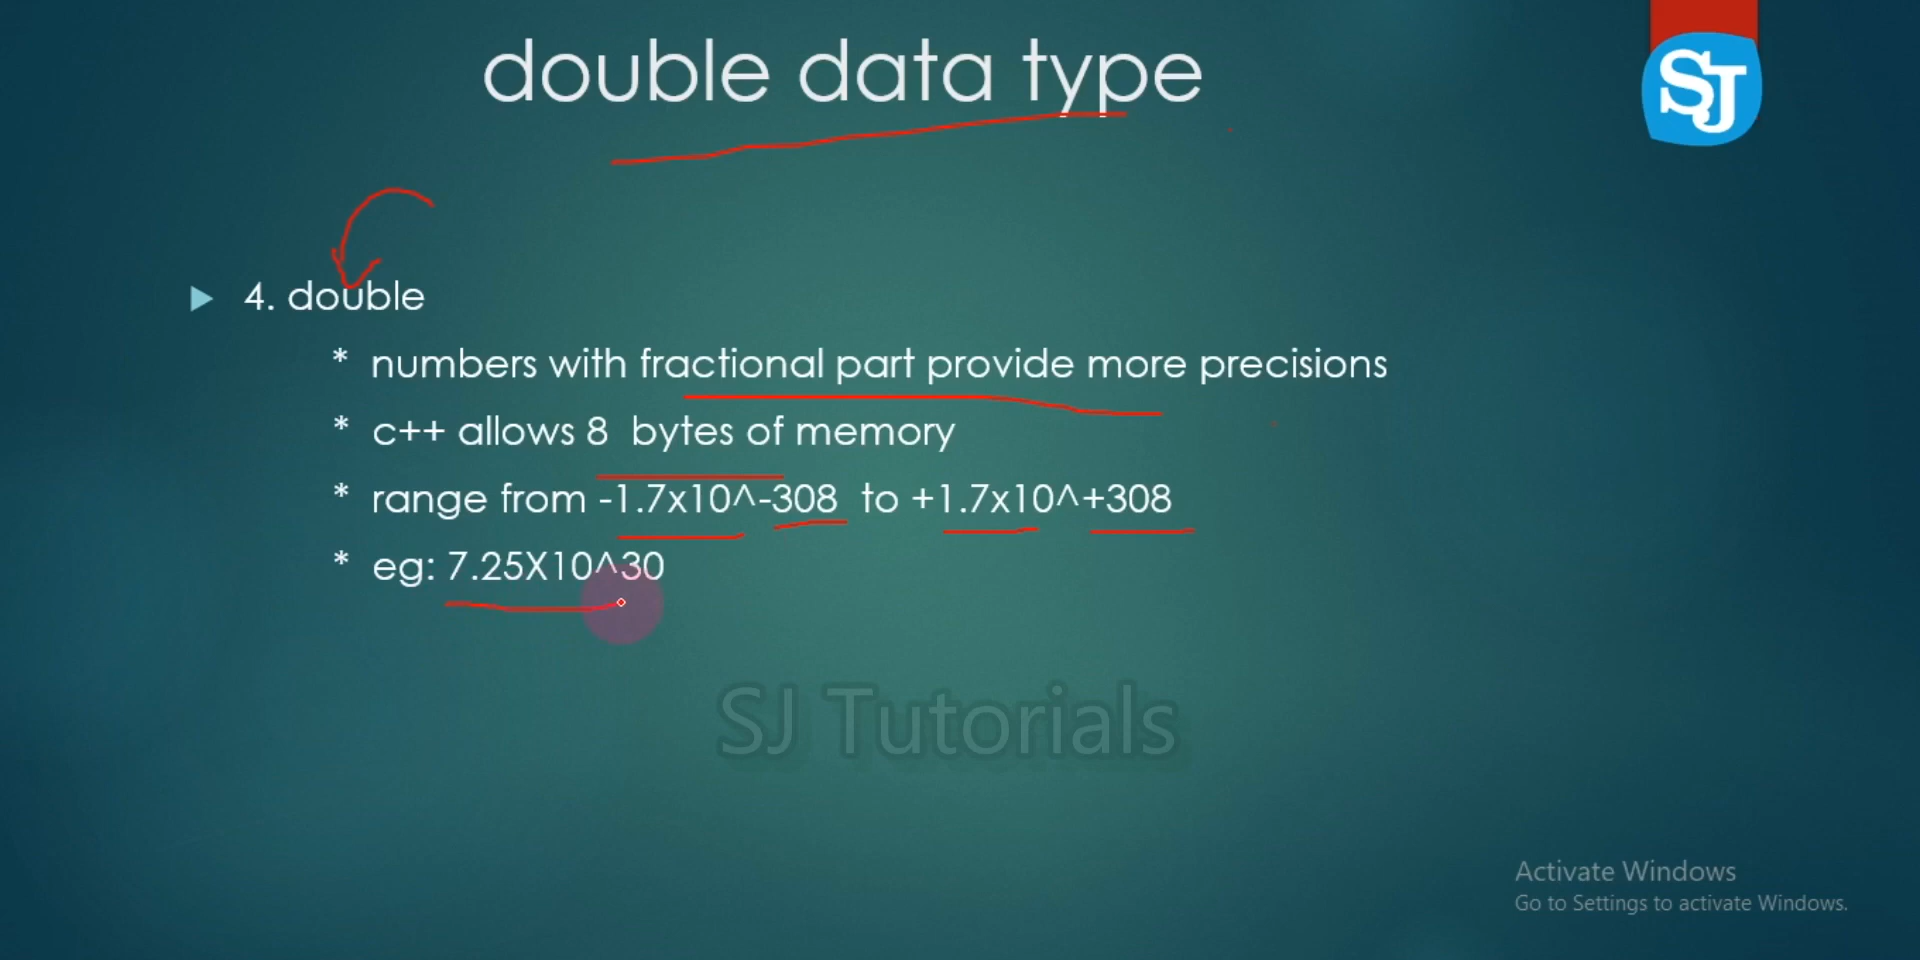 double data type
SJ
4. double
* numbers with fractional part provide more precisions
* c++ allows 8 bytes of memory
* range from -1.7x10^-308 to +1.7x10^+308
* eg: 7.25X10^30
SJ Tutorials
Activate Windows
Go to Settings to activate Windows.